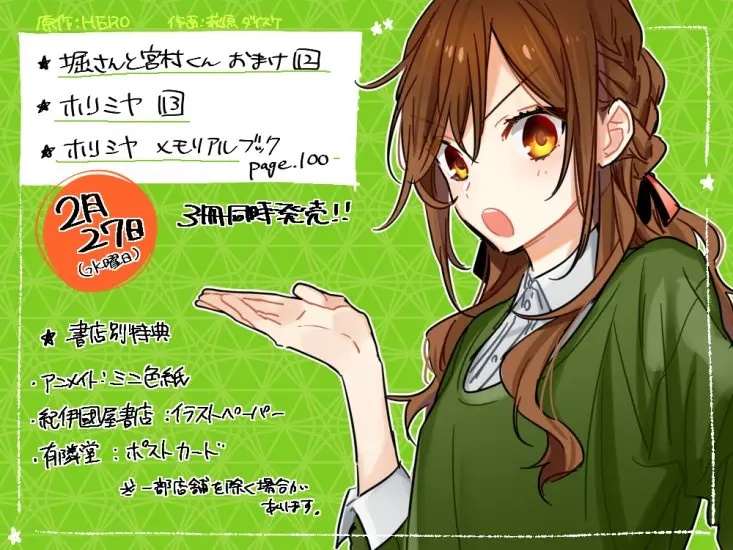 原作:HERO 作画:萩原ダイスケ
★ 堀さんと宮村くん おまけ 12
★ ホリミヤ 13
★ ホリミヤ メモリアルブック
page.100
2月
27日
(水曜日)
3冊同時発売!!
★ 書店別特典
・アニメイト:ミニ色紙
・紀伊國屋書店:イラストペーパー
・有隣堂:ポストカード
※一部店舗を除く場合が
あります。